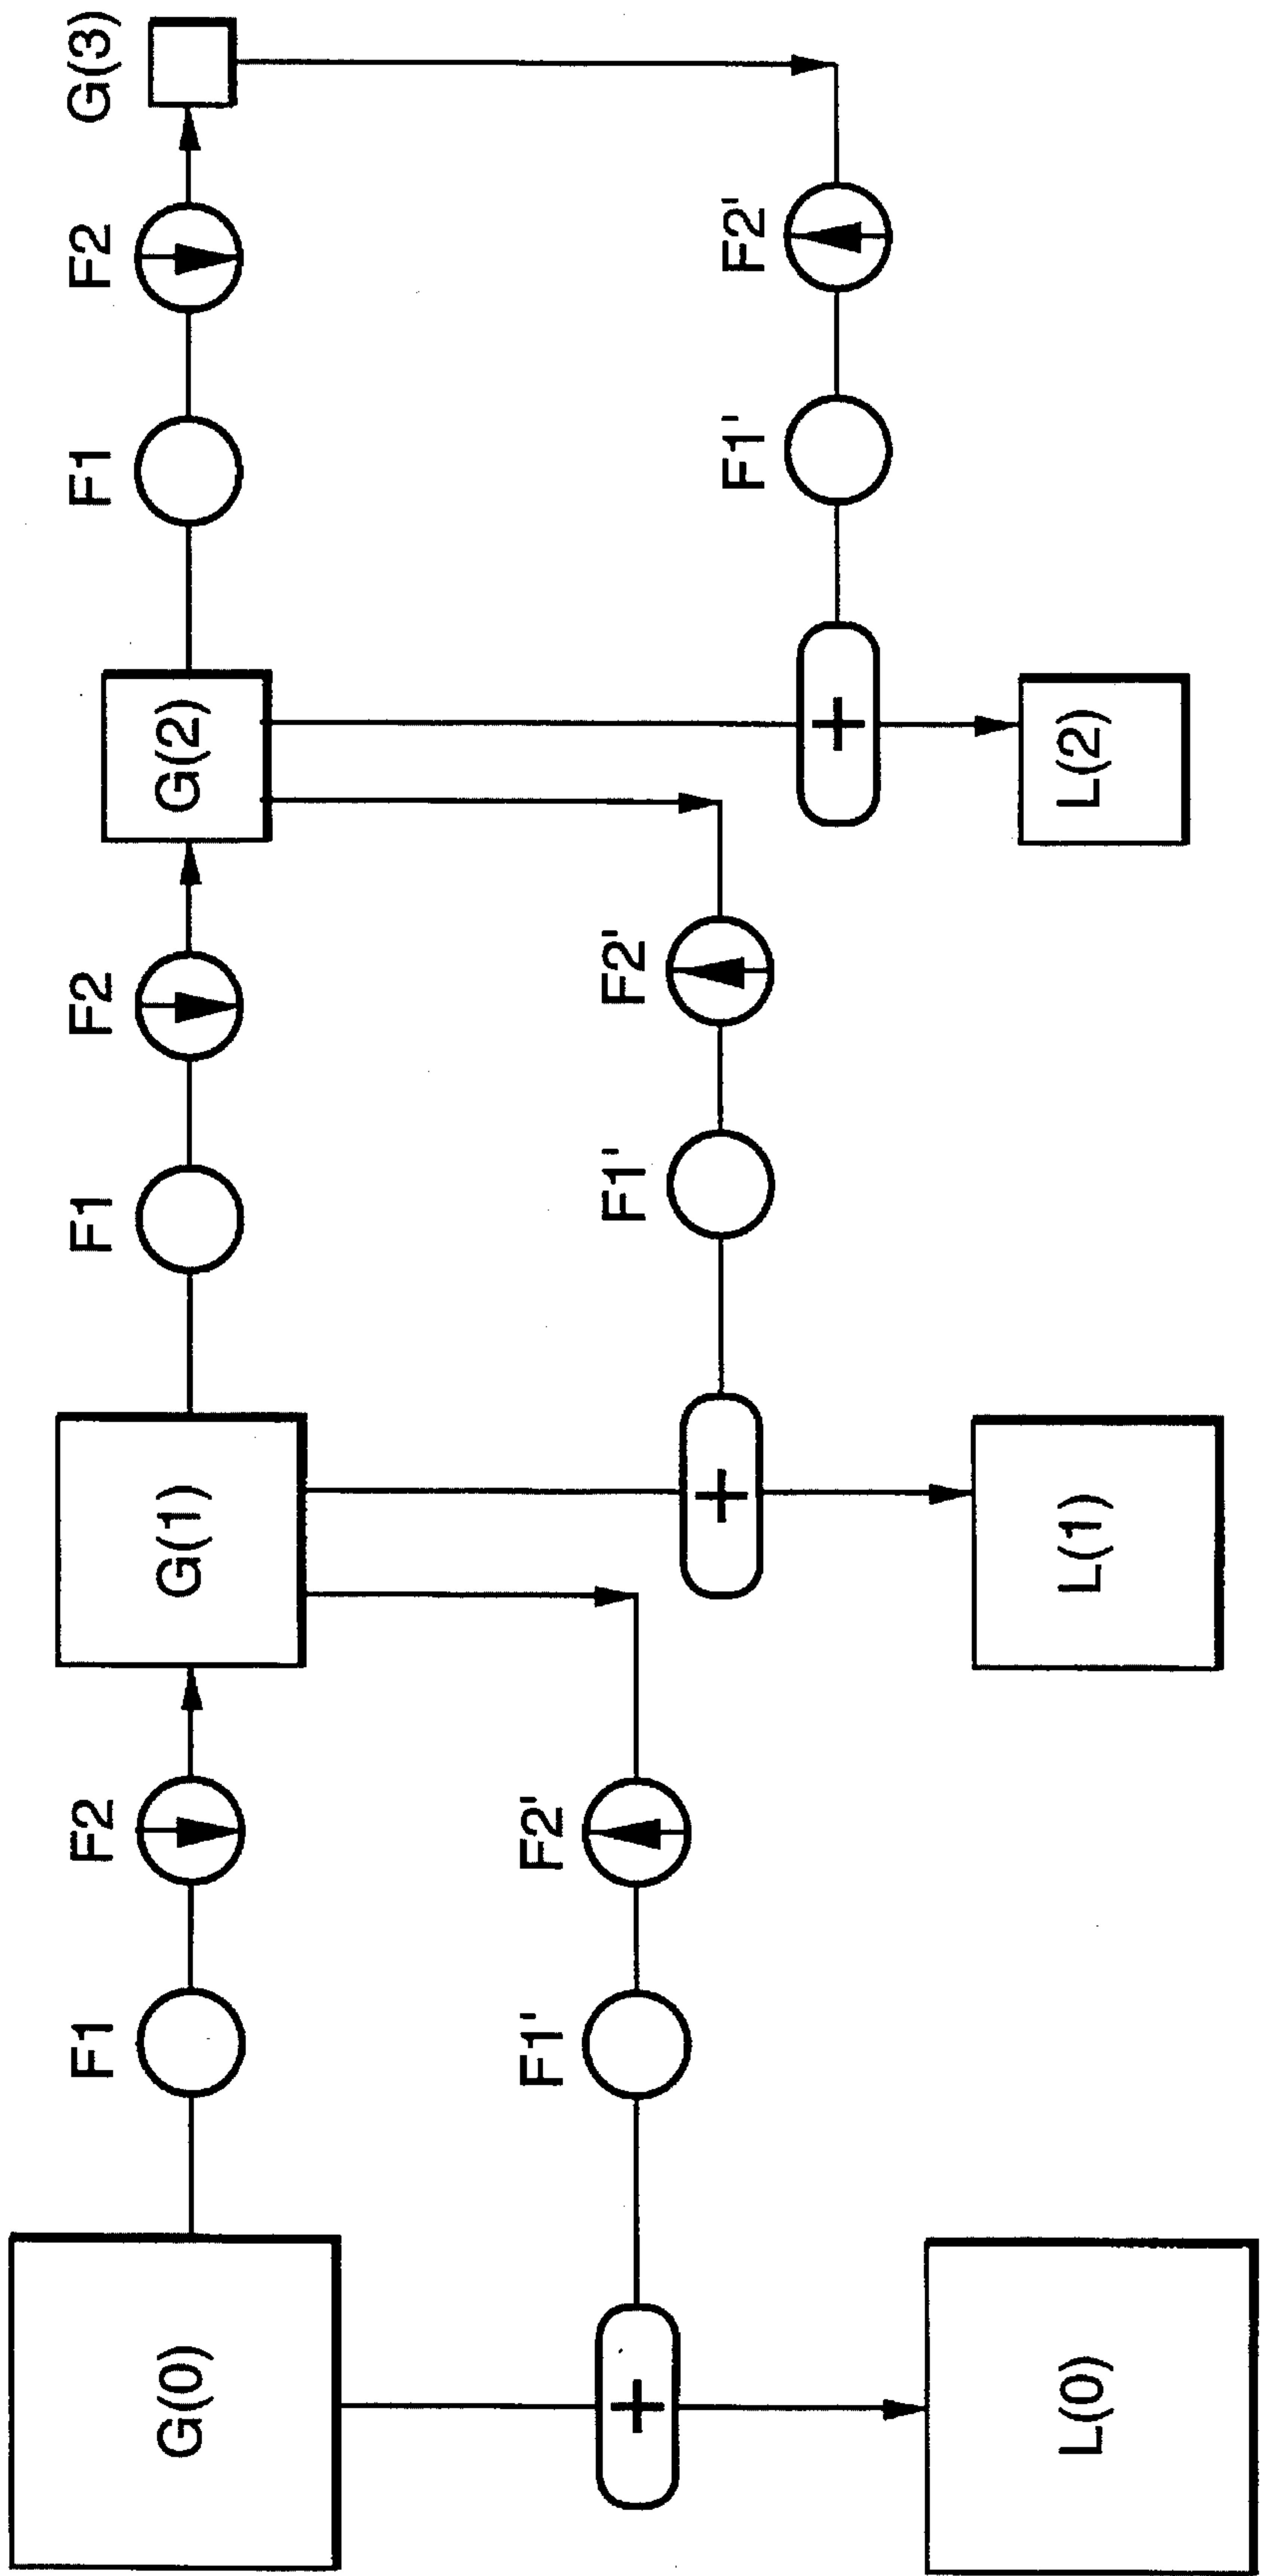 F1
F2
F1
F2
F1
F2
G(3)
G(0)
G(1)
G(2)
F1'
F2'
F1'
F2'
F1'
F2'
+
+
+
L(0)
L(1)
L(2)